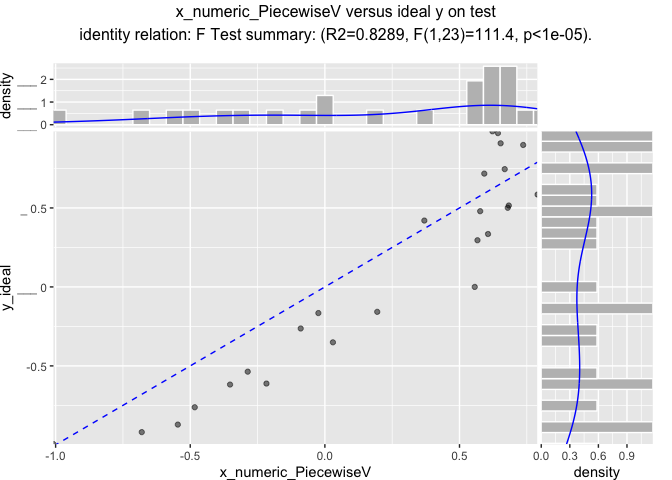 x_numeric_PiecewiseV versus ideal y on test
identity relation: F Test summary: (R2=0.8289, F(1,23)=111.4, p<1e-05).
density
2
1
0
y_ideal
0.5
0
-0.5
-1.0
-0.5
0.0
0.5
x_numeric_PiecewiseV
0.0
0.3
0.6
0.9
density